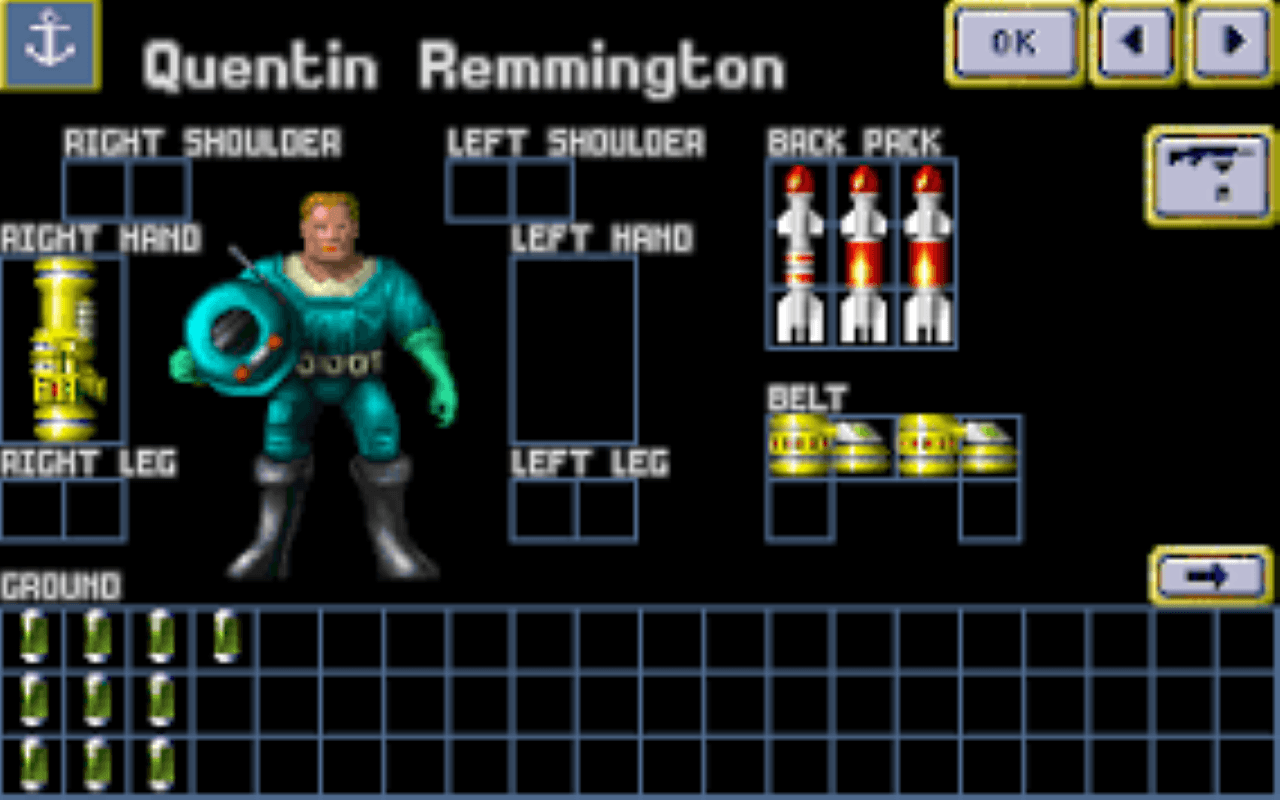 Quentin Remmington
OK
RIGHT SHOULDER
LEFT SHOULDER
BACK PACK
RIGHT HAND
LEFT HAND
BELT
RIGHT LEG
LEFT LEG
GROUND